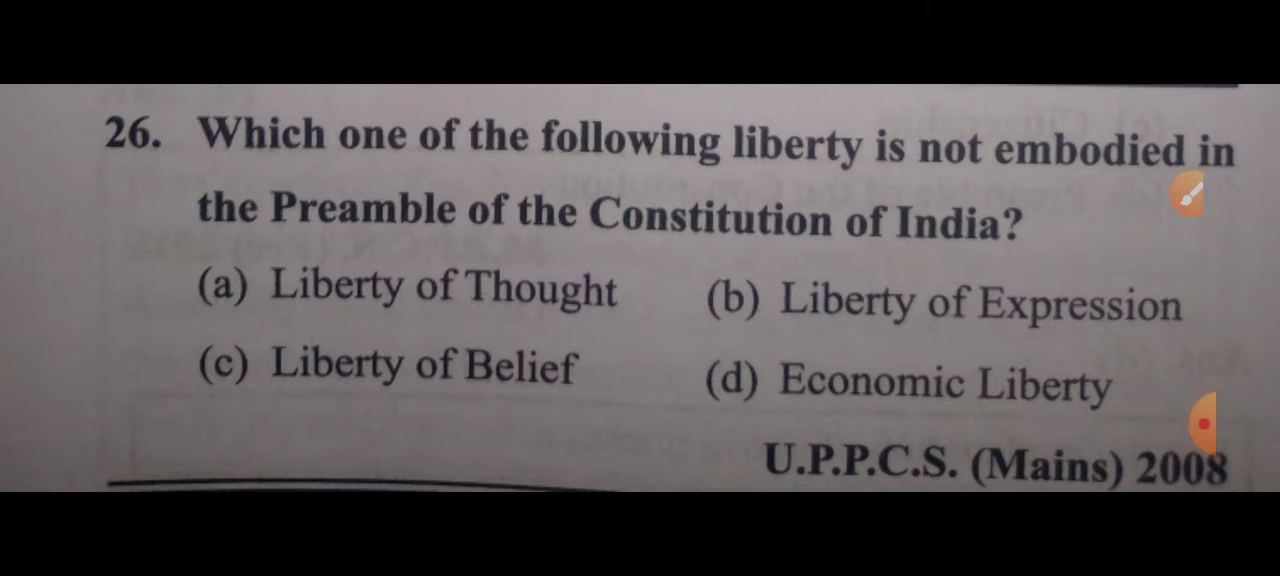 26. Which one of the following liberty is not embodied in
the Preamble of the Constitution of India?
(a) Liberty of Thought (b) Liberty of Expression
(c) Liberty of Belief (d) Economic Liberty
U.P.P.C.S. (Mains) 2008